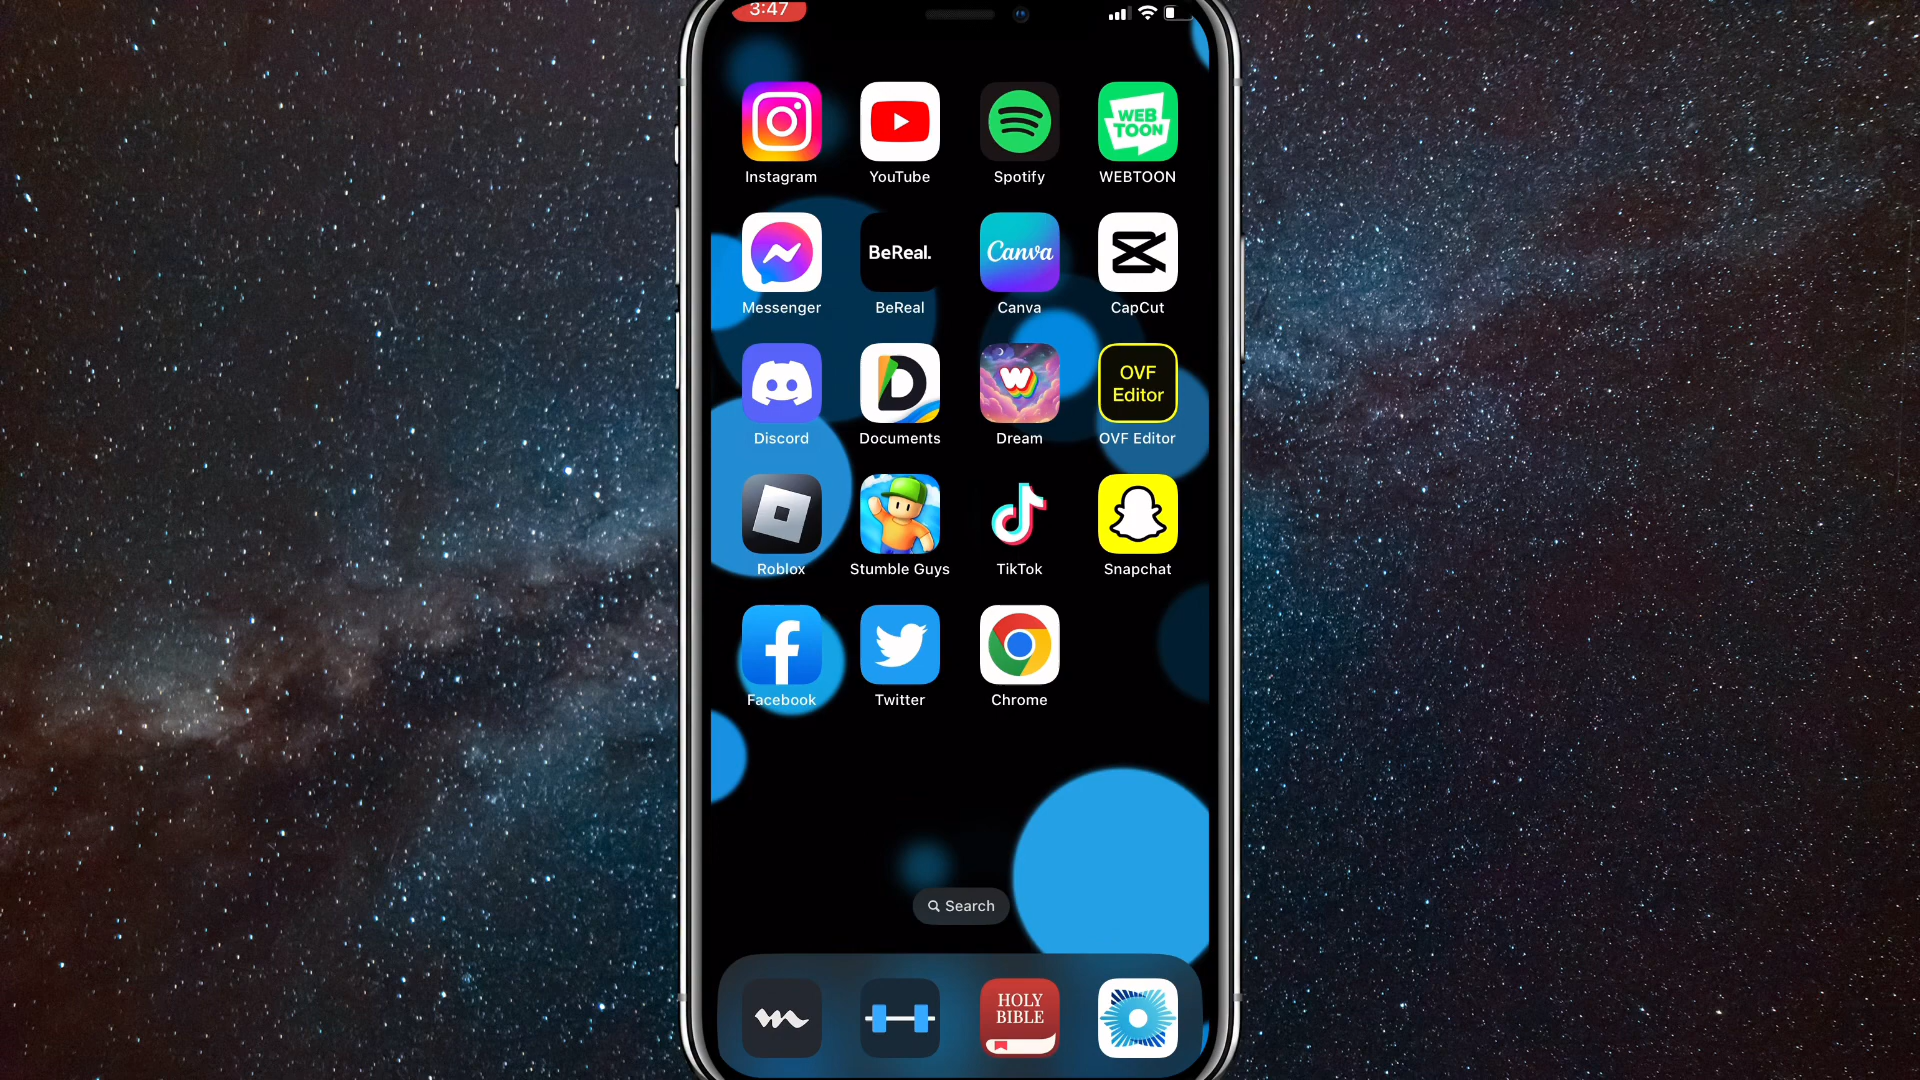 3:47
Instagram YouTube Spotify WEB TOON WEBTOON
Messenger BeReal. BeReal Canva Canva CapCut
Discord Documents Dream OVF Editor OVF Editor
Roblox Stumble Guys TikTok Snapchat
Facebook Twitter Chrome
Search
HOLY
BIBLE